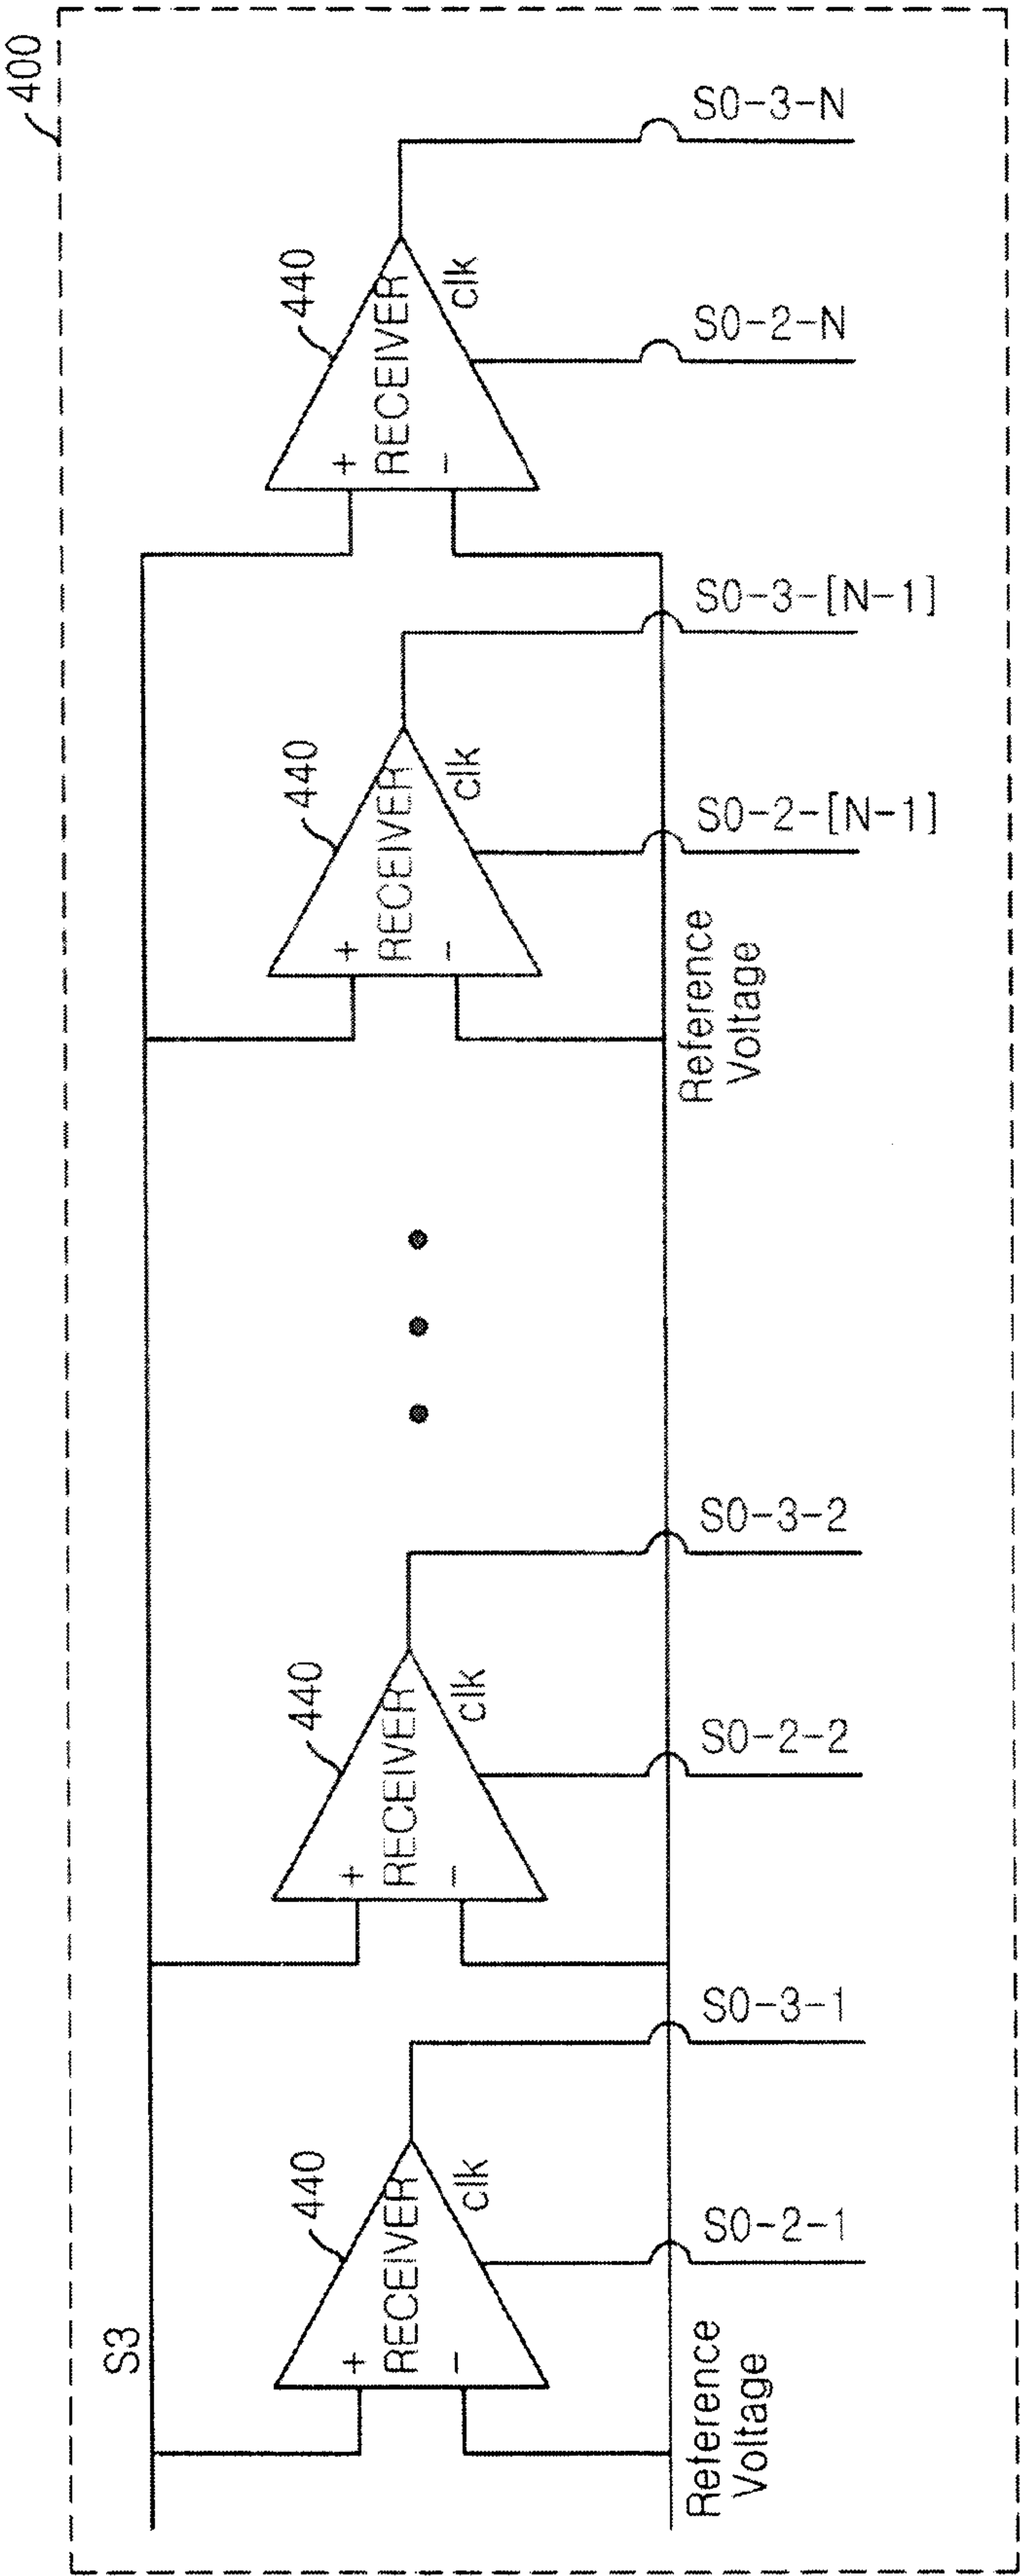 400
S3
440
440
440
440
+
RECEIVER
−
clk
+
RECEIVER
−
clk
+
RECEIVER
−
clk
+
RECEIVER
−
clk
Reference
Voltage
S0-2-1
S0-3-1
S0-2-2
S0-3-2
Reference
Voltage
S0-2-[N-1]
S0-3-[N-1]
S0-2-N
S0-3-N